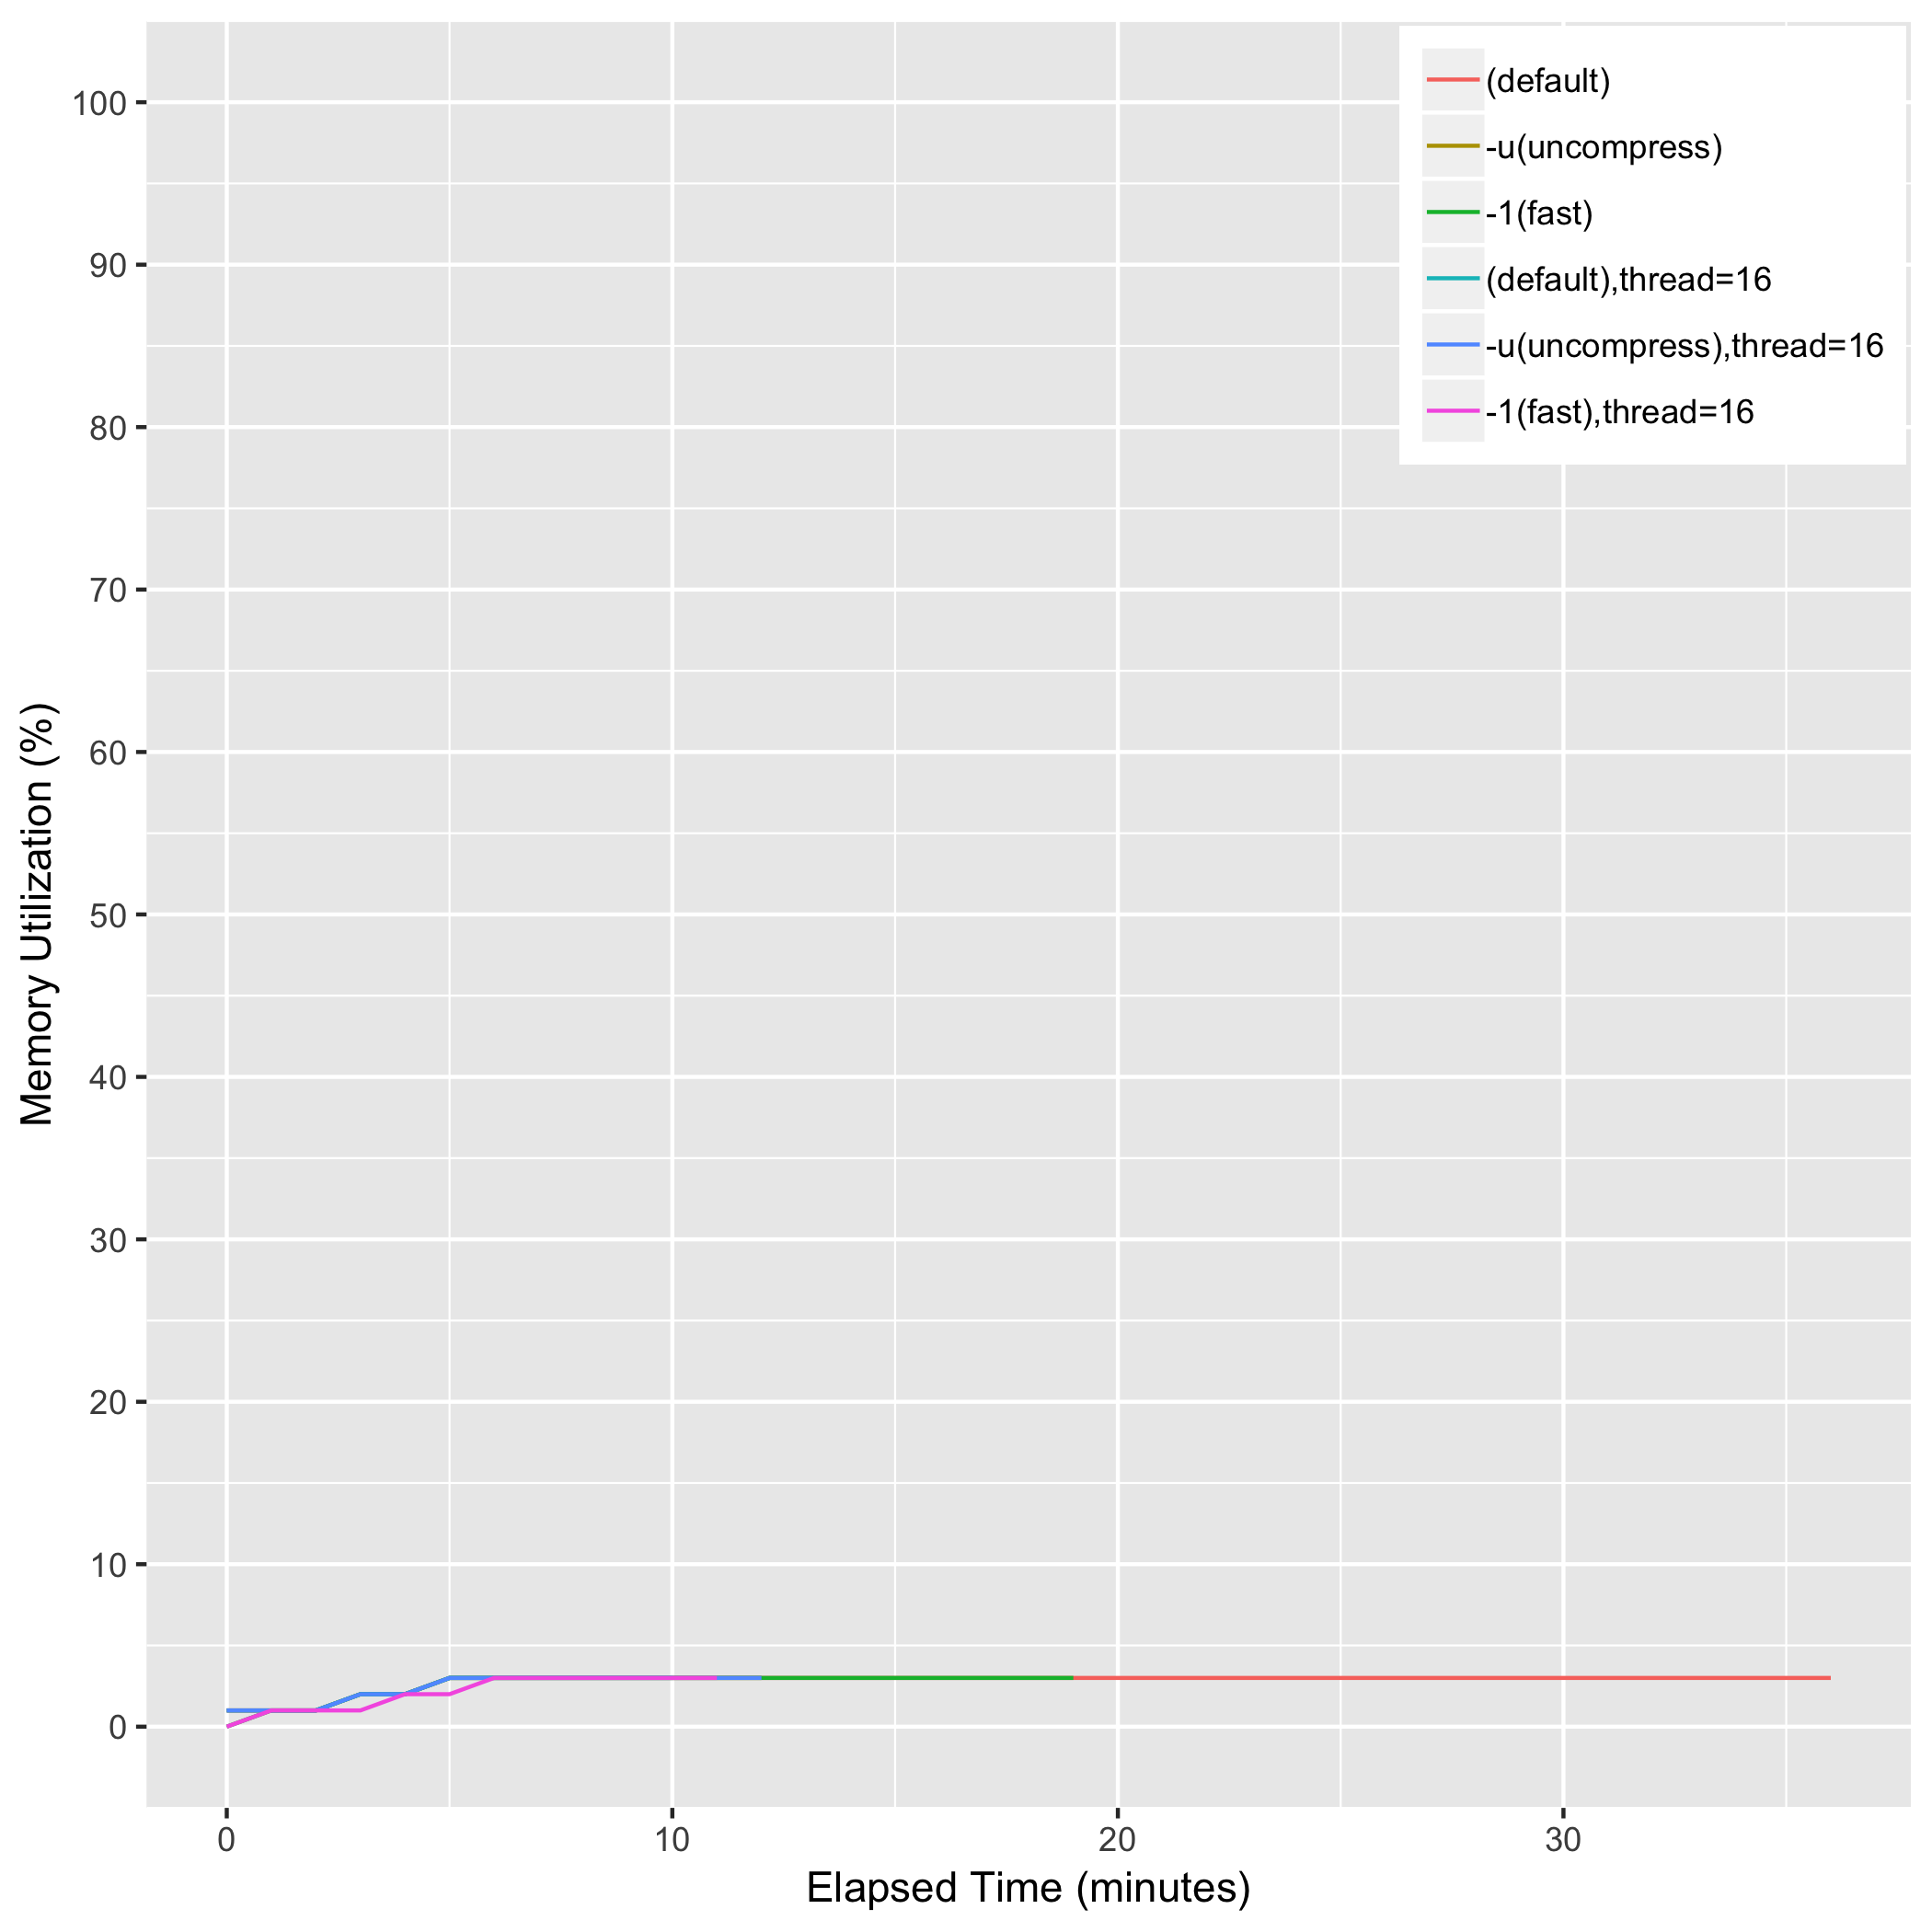 (default)
-u(uncompress)
-1(fast)
(default),thread=16
-u(uncompress),thread=16
-1(fast),thread=16
100
90
80
70
60
50
40
30
20
10
0
Memory Utilization (%)
0 10 20 30
Elapsed Time (minutes)